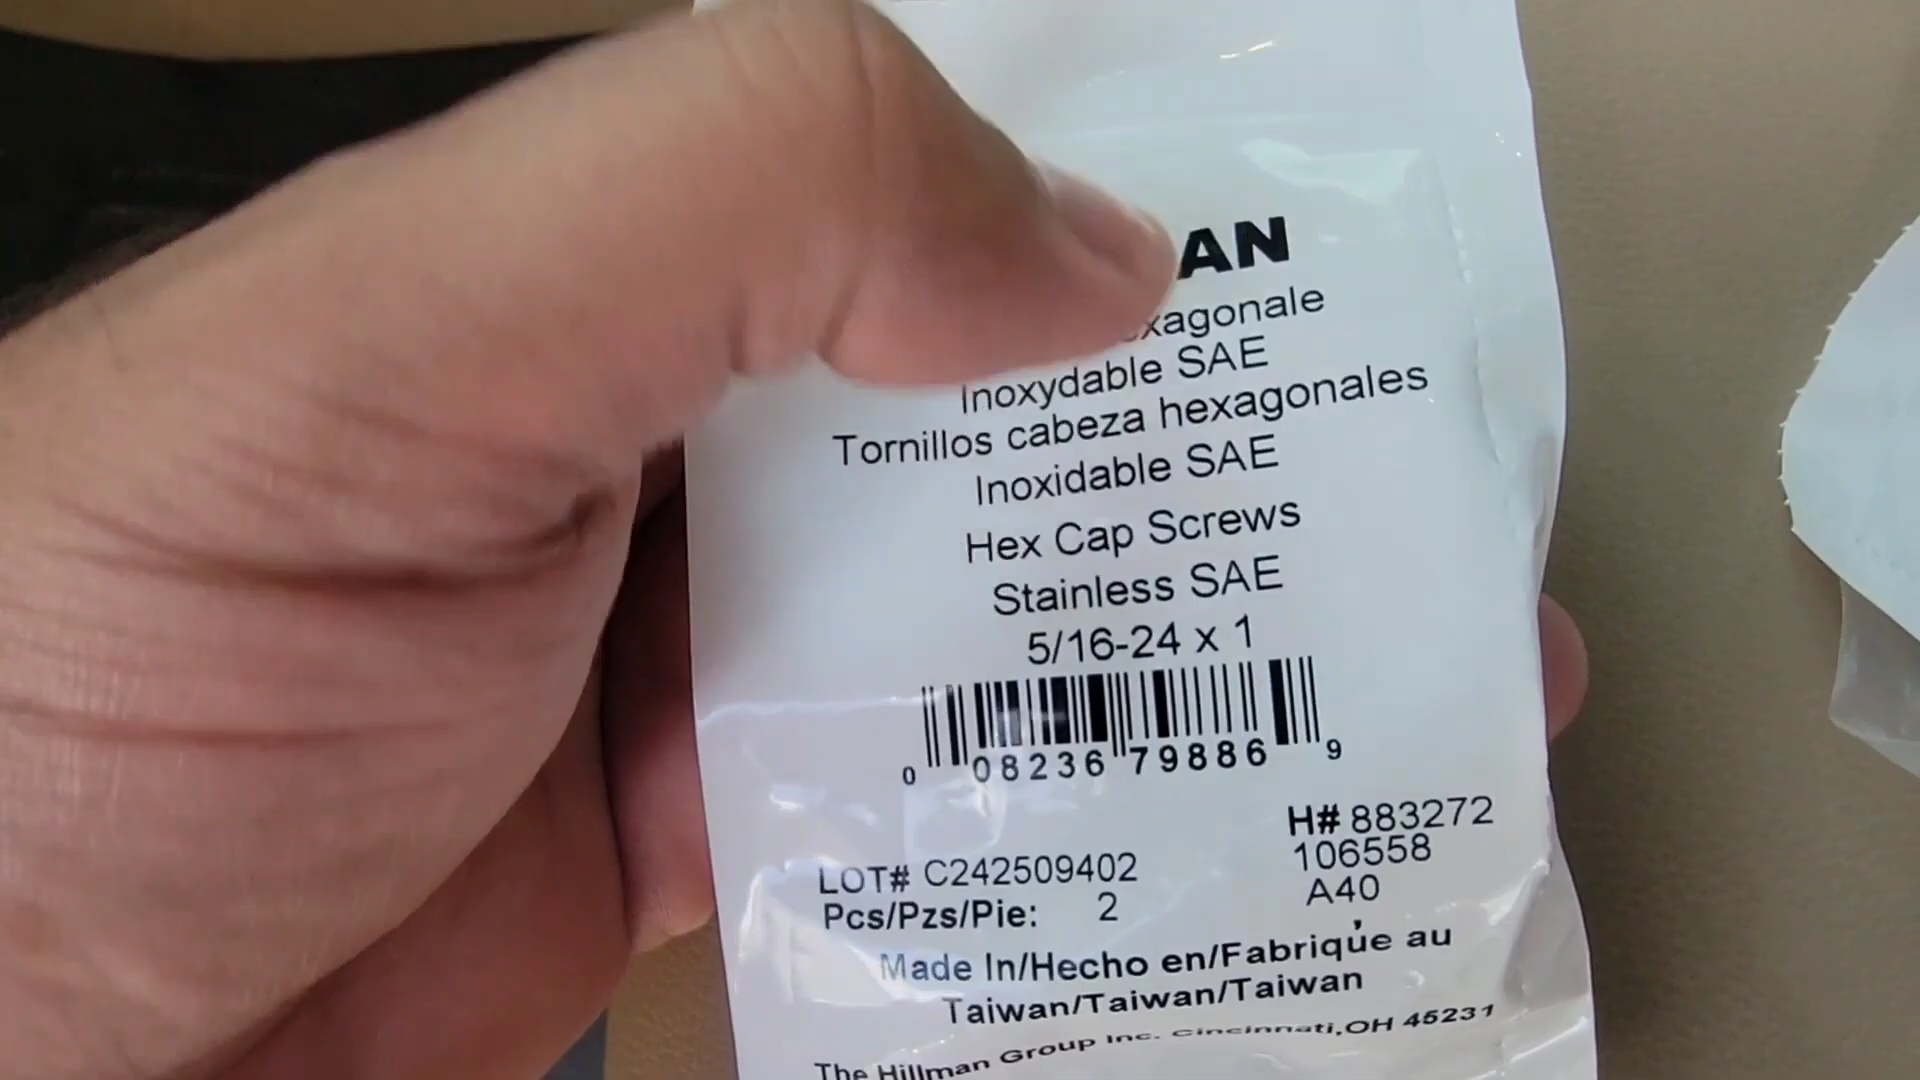 AN
xagonale
Inoxydable SAE
Tornillos cabeza hexagonales
Inoxidable SAE
Hex Cap Screws
Stainless SAE
5/16-24 x 1
0 08236 79886 9
H# 883272
106558
A40
LOT# C242509402
Pcs/Pzs/Pie: 2
Made In/Hecho en/Fabrique au
Taiwan/Taiwan/Taiwan
The Hillman Group Inc. Cincinnati,OH 45231